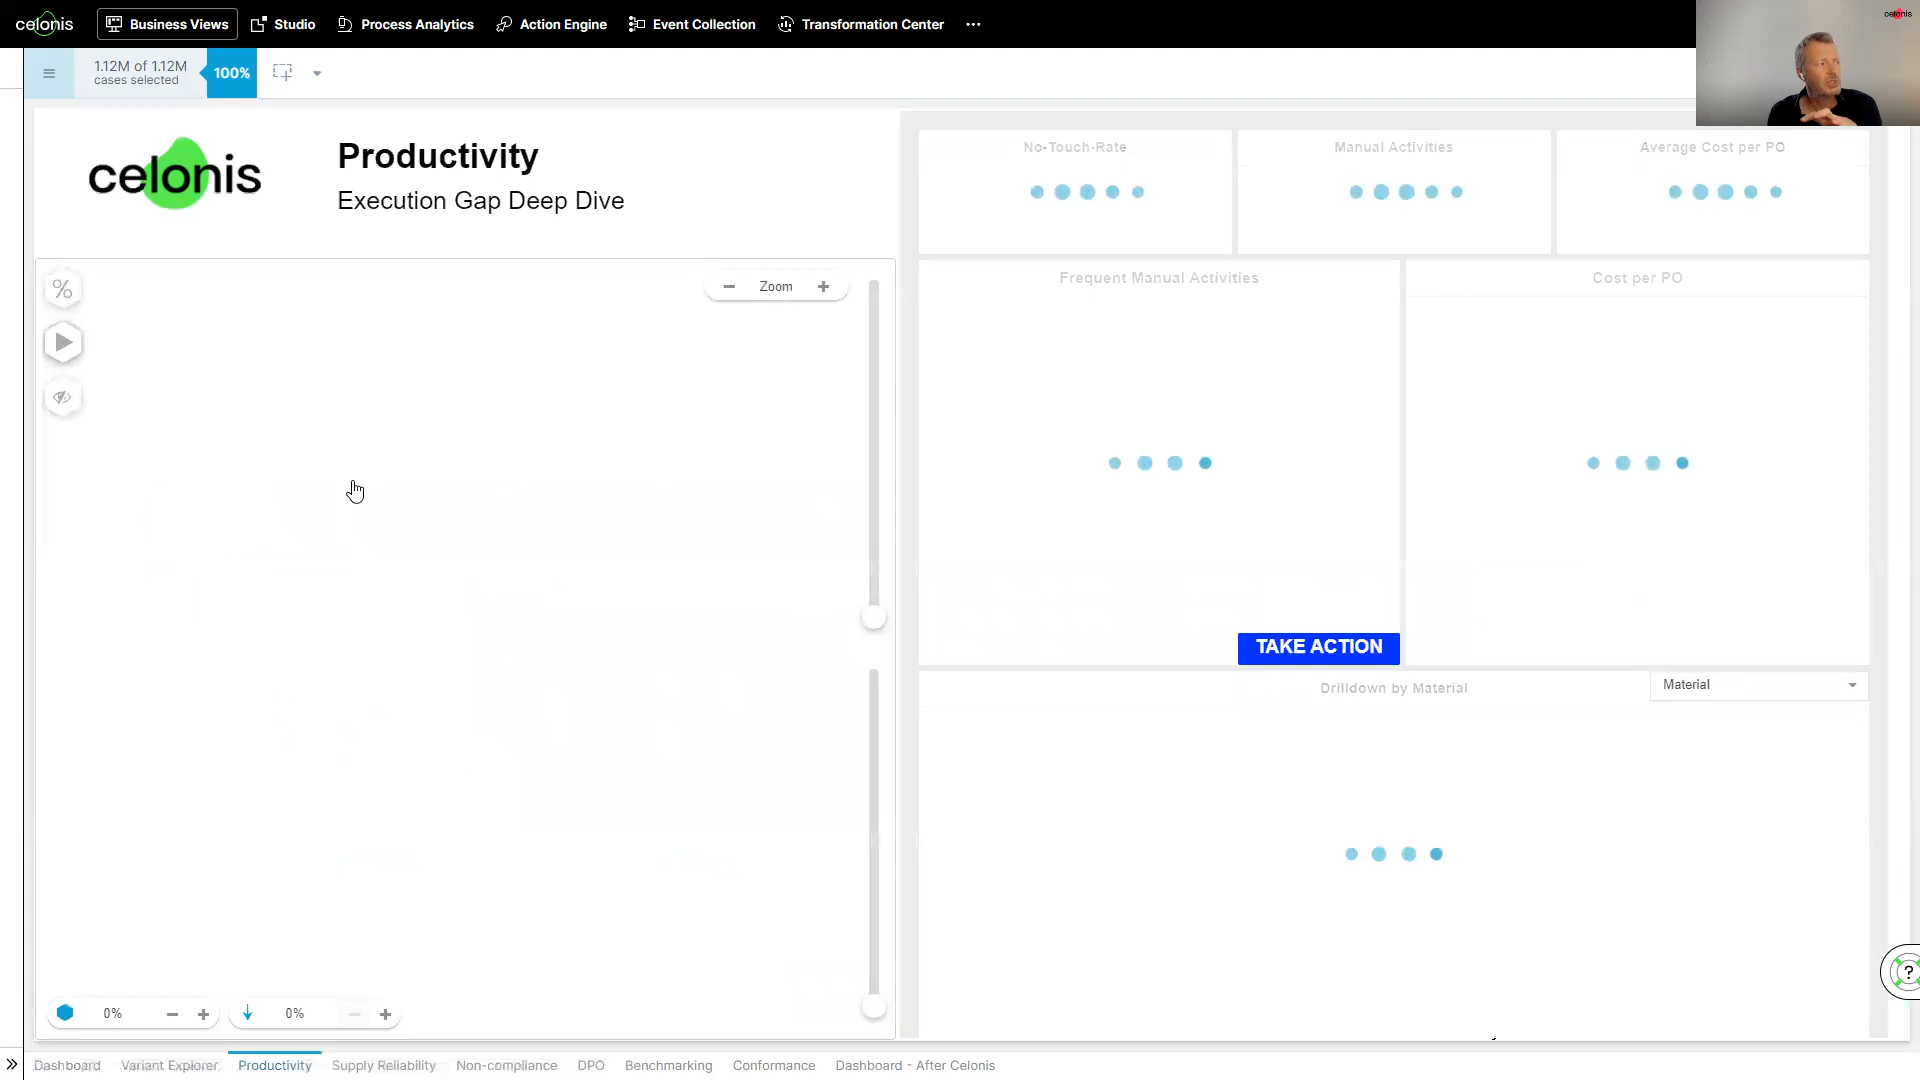 celonis
Business Views
Studio
Process Analytics
Action Engine
Event Collection
Transformation Center
celonis
1.12M of 1.12M
cases selected
100%
celonis
Productivity
Execution Gap Deep Dive
No-Touch-Rate
Manual Activities
Average Cost per PO
%
Zoom
Frequent Manual Activities
Cost per PO
TAKE ACTION
Drilldown by Material
Material
0%
0%
?
Dashboard
Variant Explorer
Productivity
Supply Reliability
Non-compliance
DPO
Benchmarking
Conformance
Dashboard - After Celonis